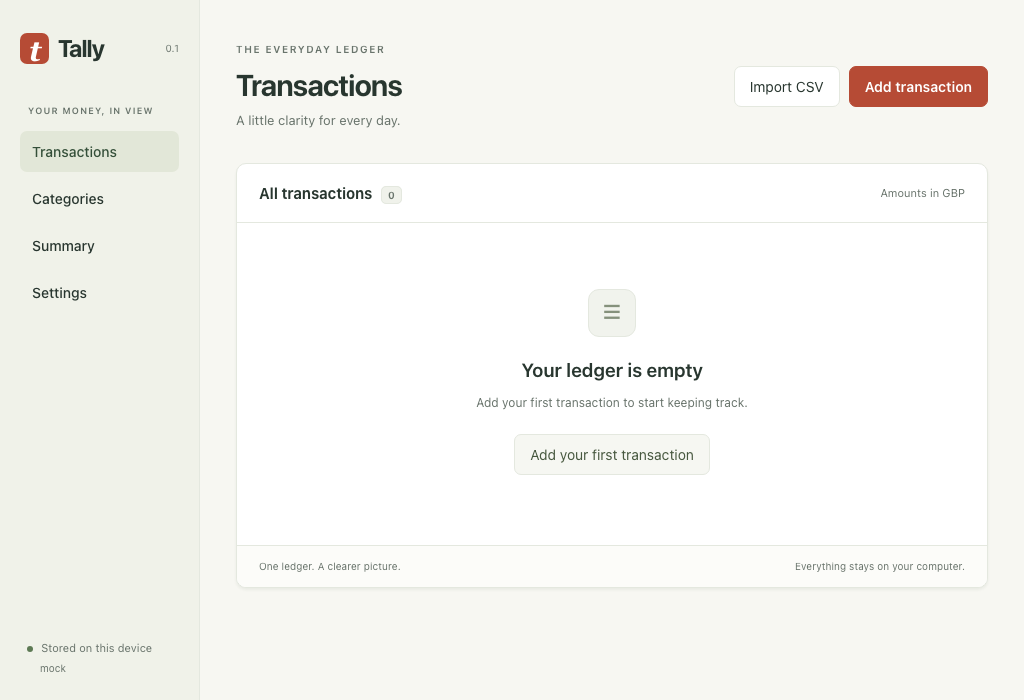 t Tally 0.1
YOUR MONEY, IN VIEW
Transactions
Categories
Summary
Settings
Stored on this device
mock
THE EVERYDAY LEDGER
Transactions
A little clarity for every day.
Import CSV
Add transaction
All transactions 0
Amounts in GBP
Your ledger is empty
Add your first transaction to start keeping track.
Add your first transaction
One ledger. A clearer picture.
Everything stays on your computer.